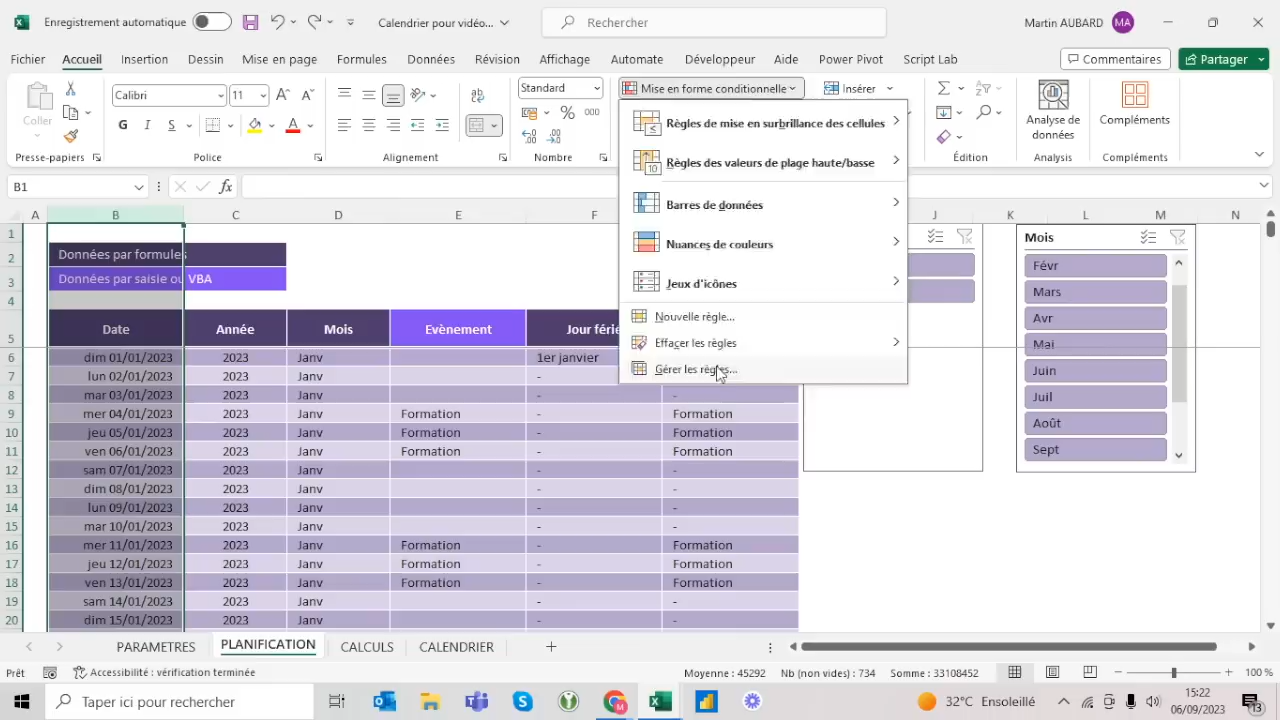 Enregistrement automatique
Calendrier pour vidéo...
Rechercher
Martin AUBARD
MA
Fichier
Accueil
Insertion
Dessin
Mise en page
Formules
Données
Révision
Affichage
Développeur
Automate
Aide
Power Pivot
Script Lab
Commentaires
Partager
Coller
Calibri
11
Standard
Mise en forme conditionnelle
Insérer
G
I
S
A
% 000
Analyse de
données
Compléments
Presse-papiers
Police
Alignement
Nombre
Édition
Analysis
Compléments
Règles de mise en surbrillance des cellules
Règles des valeurs de plage haute/basse
Barres de données
Nuances de couleurs
Jeux d'icônes
Nouvelle règle...
Effacer les règles
Gérer les règles...
B1
fx
A B C D E F J K L M N
1
2 Données par formules
3 Données par saisie ou VBA
4
5 Date Année Mois Evènement Jour férié
6 dim 01/01/2023 2023 Janv 1er janvier
7 lun 02/01/2023 2023 Janv -
8 mar 03/01/2023 2023 Janv - -
9 mer 04/01/2023 2023 Janv Formation - Formation
10 jeu 05/01/2023 2023 Janv Formation - Formation
11 ven 06/01/2023 2023 Janv Formation - Formation
12 sam 07/01/2023 2023 Janv - -
13 dim 08/01/2023 2023 Janv - -
14 lun 09/01/2023 2023 Janv - -
15 mar 10/01/2023 2023 Janv - -
16 mer 11/01/2023 2023 Janv Formation - Formation
17 jeu 12/01/2023 2023 Janv Formation - Formation
18 ven 13/01/2023 2023 Janv Formation - Formation
19 sam 14/01/2023 2023 Janv - -
20 dim 15/01/2023 2023 Janv - -
Mois
Févr
Mars
Avr
Mai
Juin
Juil
Août
Sept
PARAMETRES
PLANIFICATION
CALCULS
CALENDRIER
Prêt
Accessibilité : vérification terminée
Moyenne : 45292
Nb (non vides) : 734
Somme : 33108452
100 %
Taper ici pour rechercher
32°C Ensoleillé
15:22
06/09/2023
13